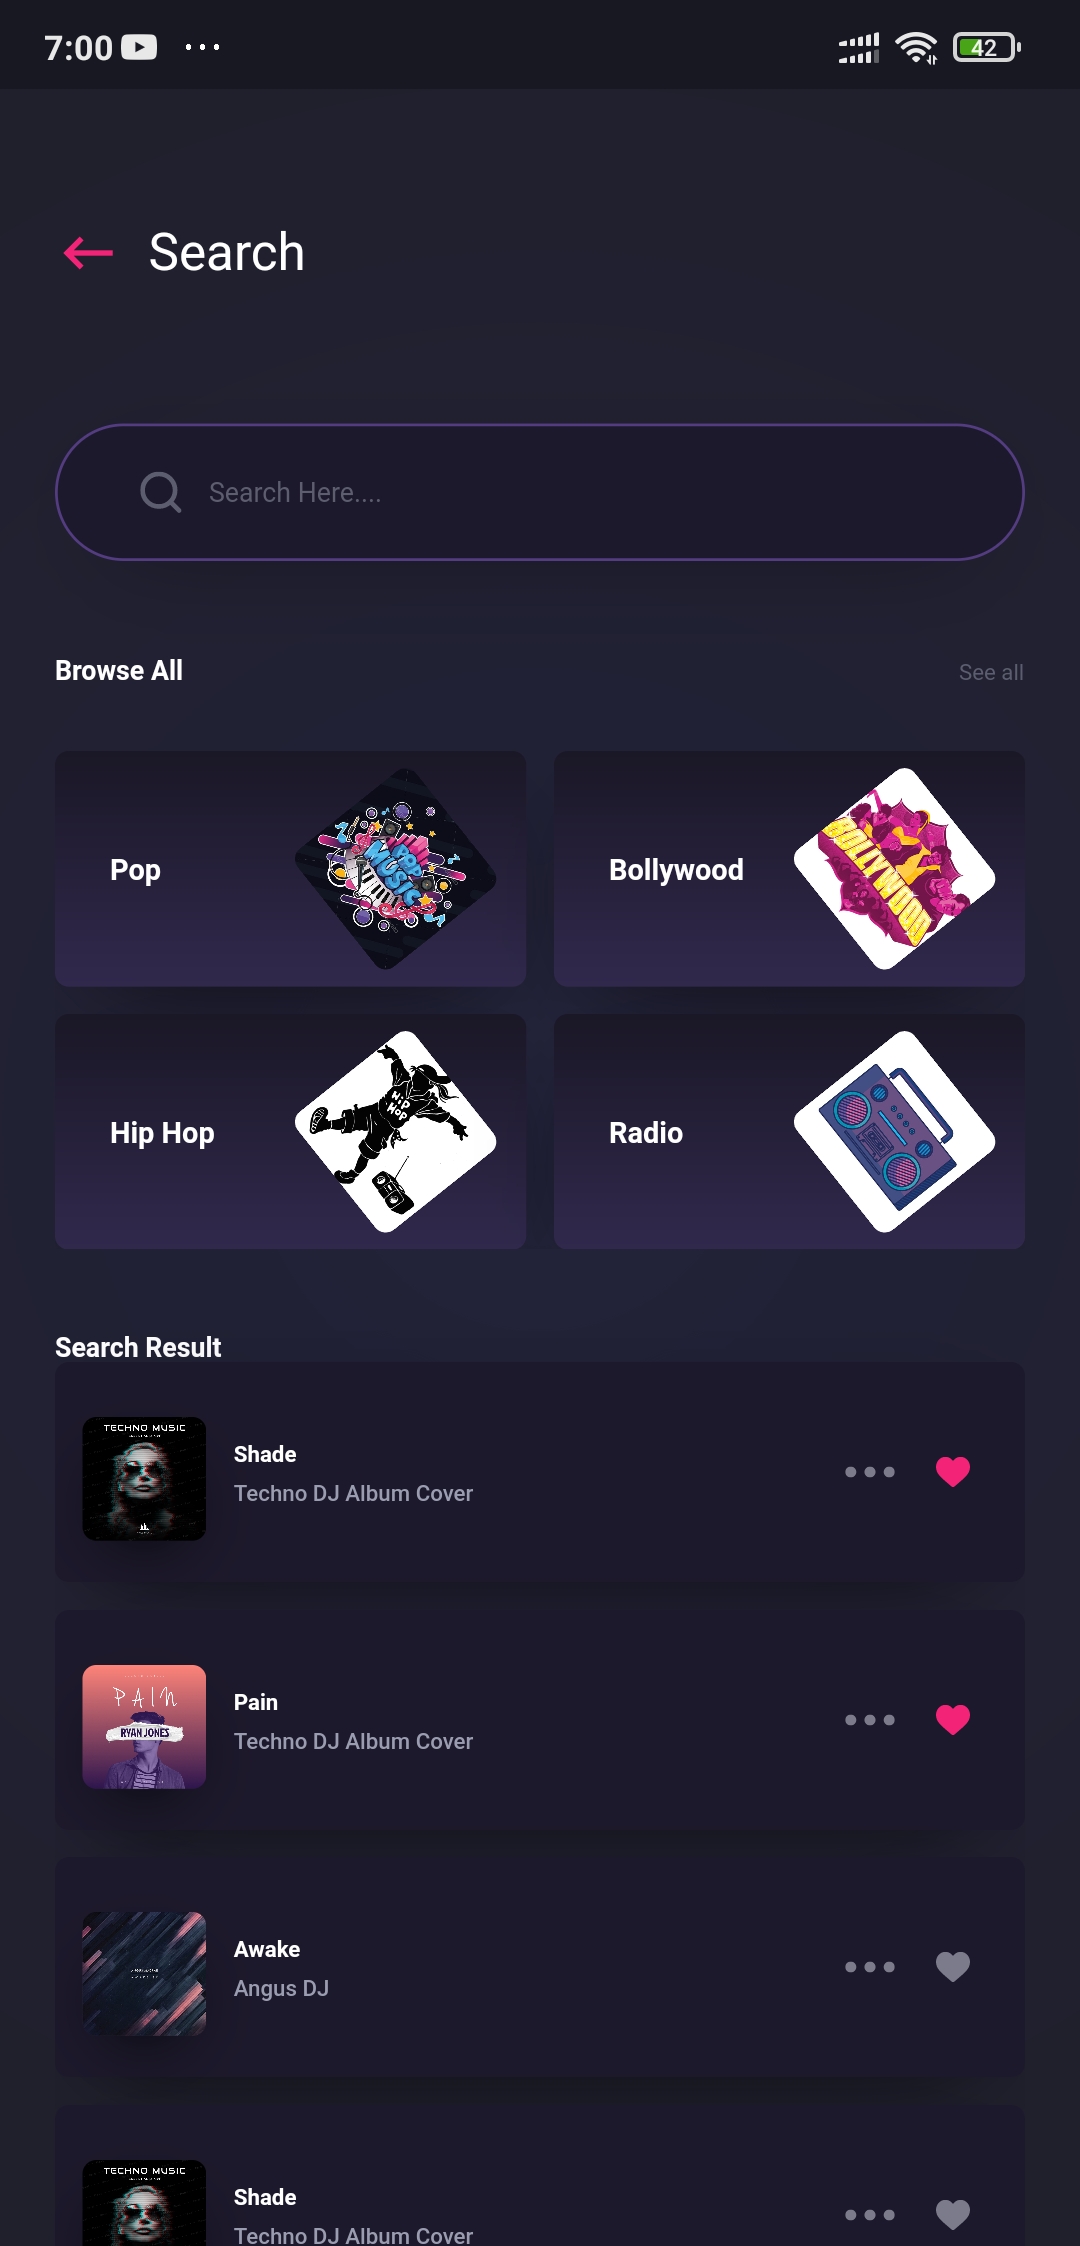 7:00
42
Search
Search Here....
Browse All
See all
Pop
POP
MUSIC
Bollywood
BOLLYWOOD
Hip Hop
HIP
HOP
Radio
Search Result
TECHNO MUSIC
Shade
Techno DJ Album Cover
PAIN
RYAN JONES
Pain
Techno DJ Album Cover
Awake
Angus DJ
TECHNO MUSIC
Shade
Techno DJ Album Cover